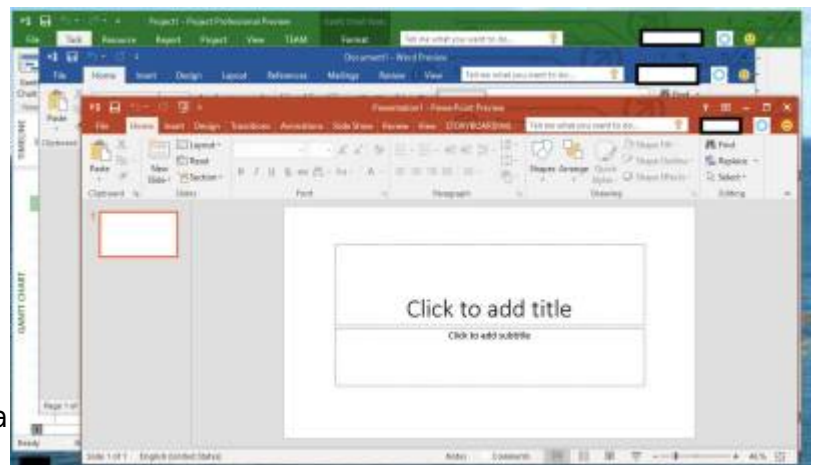 Project1 - Project Professional Preview
File Task Resource Report Project View TEAM Format Tell me what you want to do...
Document1 - Word Preview
File Home Insert Design Layout References Mailings Review View Tell me what you want to do...
Presentation1 - PowerPoint Preview
File Home Insert Design Transitions Animations Slide Show Review View STORYBOARDING Tell me what you want to do...
Paste New Slide Layout Reset Section Shapes Arrange Quick Styles Shape Fill Shape Outline Shape Effects Find Replace Select
Clipboard Slides Font Paragraph Drawing Editing
TIMELINE
GANTT CHART
1
Click to add title
Click to add subtitle
Page 1 of
a
Ready
Slide 1 of 1 English (United States) Notes Comments 46%